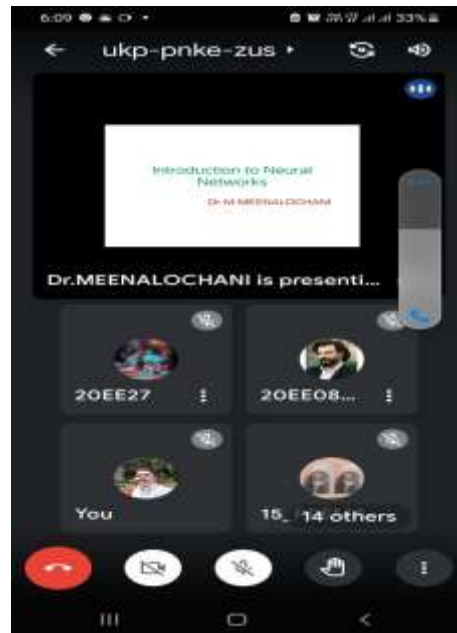 6:09 33%
ukp-pnke-zus
Introduction to Neural
Networks
Dr M MEENALOCHANI
Dr.MEENALOCHANI is presenti...
20EE27
20EE08...
You
15_ 14 others